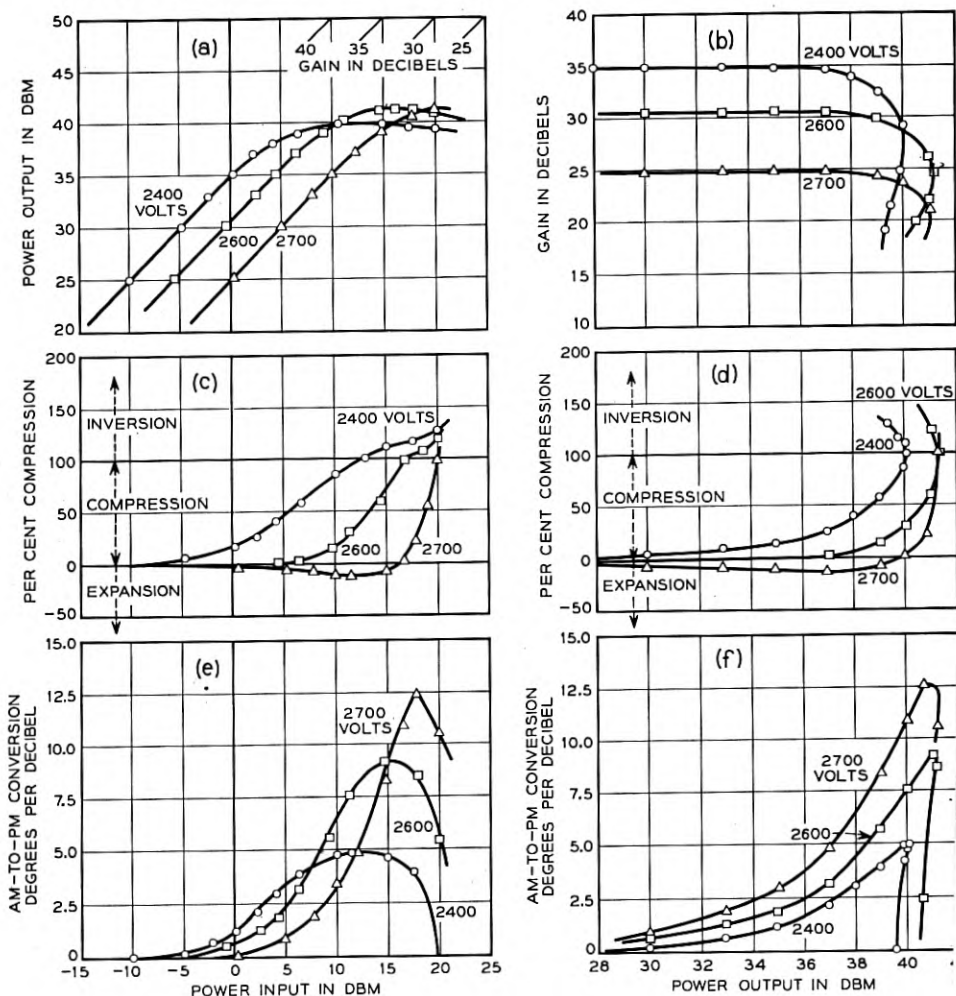 (a)
40 35 30 25
GAIN IN DECIBELS
50
45
40
35
30
25
20
POWER OUTPUT IN DBM
2400
VOLTS
2600
2700
(b)
2400 VOLTS
2600
2700
40
35
30
25
20
15
10
GAIN IN DECIBELS
(c)
200
150
100
50
0
-50
PER CENT COMPRESSION
INVERSION
COMPRESSION
EXPANSION
2400 VOLTS
2600
2700
(d)
200
150
100
50
0
-50
PER CENT COMPRESSION
INVERSION
COMPRESSION
EXPANSION
2600 VOLTS
2400
2700
(e)
15.0
12.5
10.0
7.5
5.0
2.5
0
AM-TO-PM CONVERSION
DEGREES PER DECIBEL
2700
VOLTS
2600
2400
-15 -10 -5 0 5 10 15 20 25
POWER INPUT IN DBM
(f)
15.0
12.5
10.0
7.5
5.0
2.5
0
AM-TO-PM CONVERSION
DEGREES PER DECIBEL
2700
VOLTS
2600
2400
28 30 32 34 36 38 40 42
POWER OUTPUT IN DBM